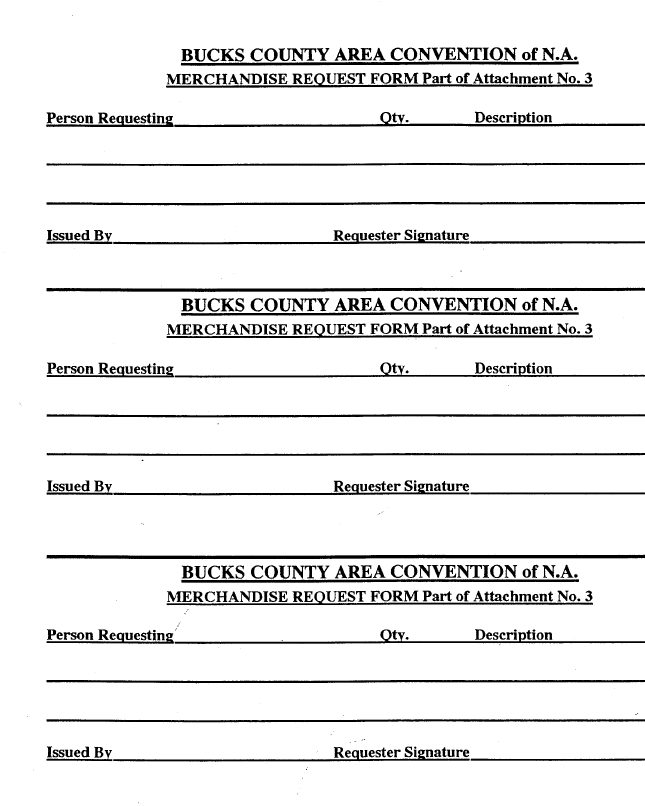 BUCKS COUNTY AREA CONVENTION of N.A.
MERCHANDISE REQUEST FORM Part of Attachment No. 3
Person Requesting Qty. Description
Issued By Requester Signature
BUCKS COUNTY AREA CONVENTION of N.A.
MERCHANDISE REQUEST FORM Part of Attachment No. 3
Person Requesting Qty. Description
Issued By Requester Signature
BUCKS COUNTY AREA CONVENTION of N.A.
MERCHANDISE REQUEST FORM Part of Attachment No. 3
Person Requesting Qty. Description
Issued By Requester Signature